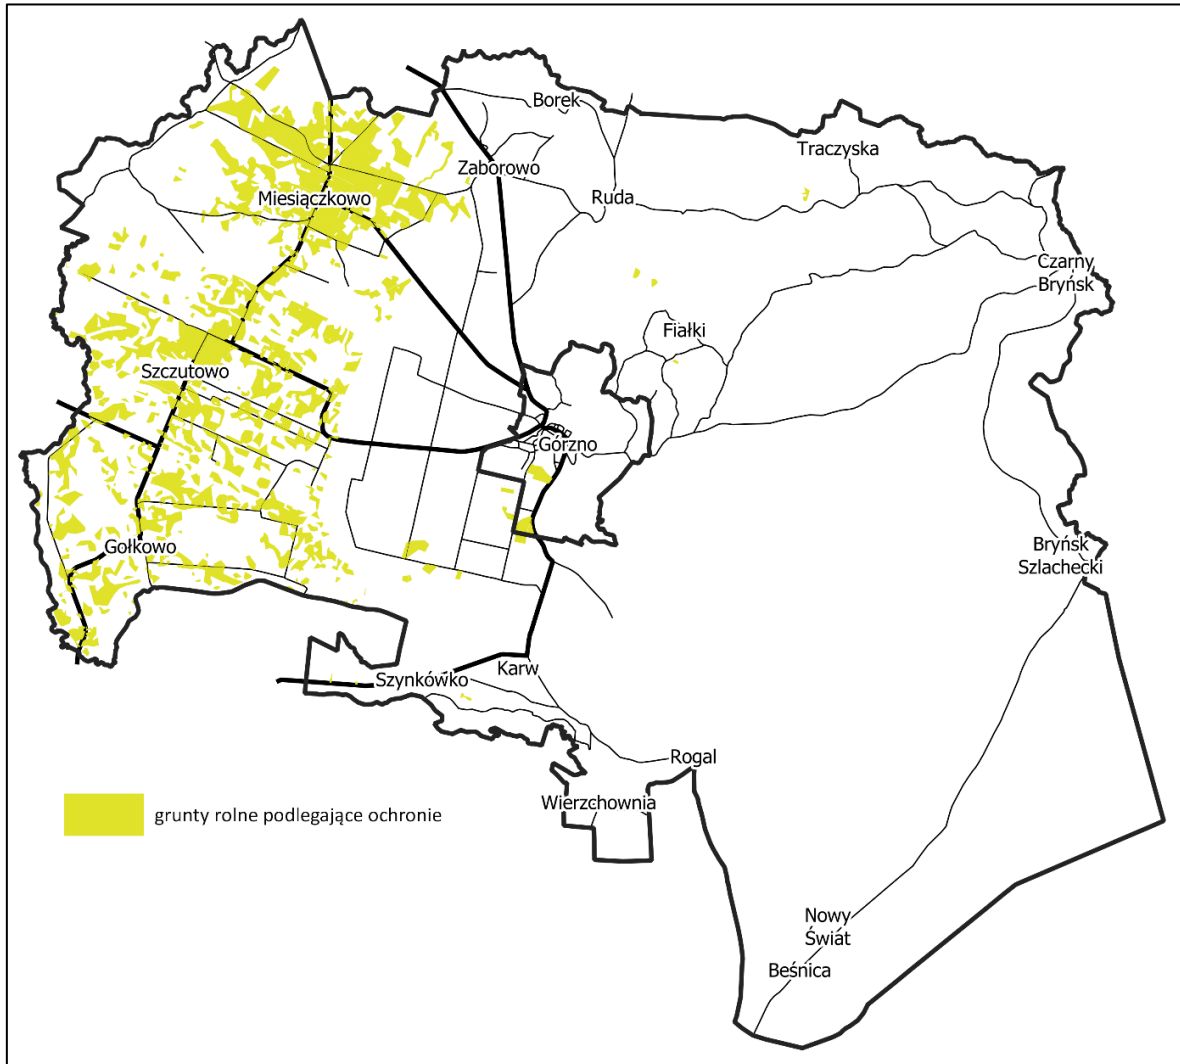 Borek
Traczyska
Zaborowo
Miesiączkowo
Ruda
Czarny
Bryńsk
Fiałki
Szczutowo
Górzno
Gołkowo
Bryńsk
Szlachecki
Karw
Szynkówko
Rogal
Wierzchownia
grunty rolne podlegające ochronie
Nowy
Świat
Beśnica